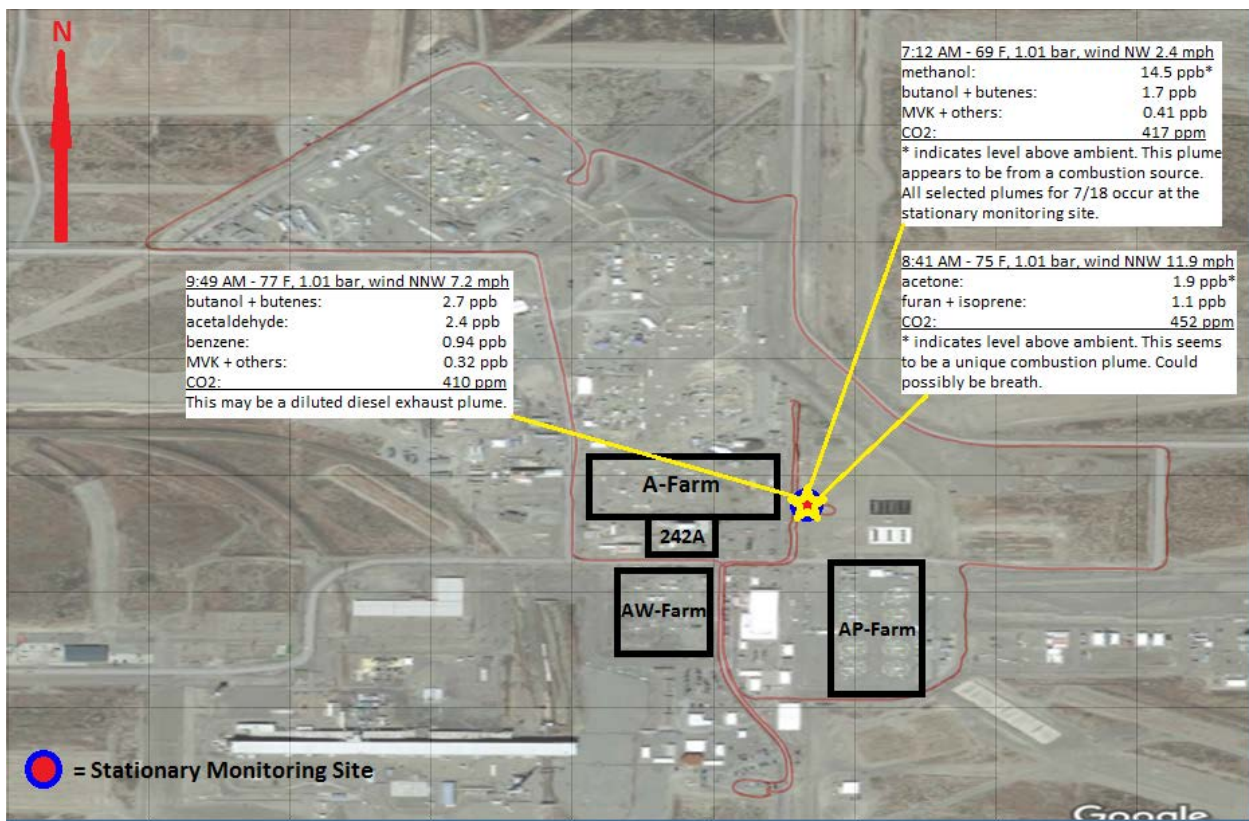 N
7:12 AM - 69 F, 1.01 bar, wind NW 2.4 mph
methanol: 14.5 ppb*
butanol + butenes: 1.7 ppb
MVK + others: 0.41 ppb
CO2: 417 ppm
* indicates level above ambient. This plume
appears to be from a combustion source.
All selected plumes for 7/18 occur at the
stationary monitoring site.
8:41 AM - 75 F, 1.01 bar, wind NNW 11.9 mph
acetone: 1.9 ppb*
furan + isoprene: 1.1 ppb
CO2: 452 ppm
* indicates level above ambient. This seems
to be a unique combustion plume. Could
possibly be breath.
9:49 AM - 77 F, 1.01 bar, wind NNW 7.2 mph
butanol + butenes: 2.7 ppb
acetaldehyde: 2.4 ppb
benzene: 0.94 ppb
MVK + others: 0.32 ppb
CO2: 410 ppm
This may be a diluted diesel exhaust plume.
A-Farm
242A
AW-Farm
AP-Farm
= Stationary Monitoring Site
Google